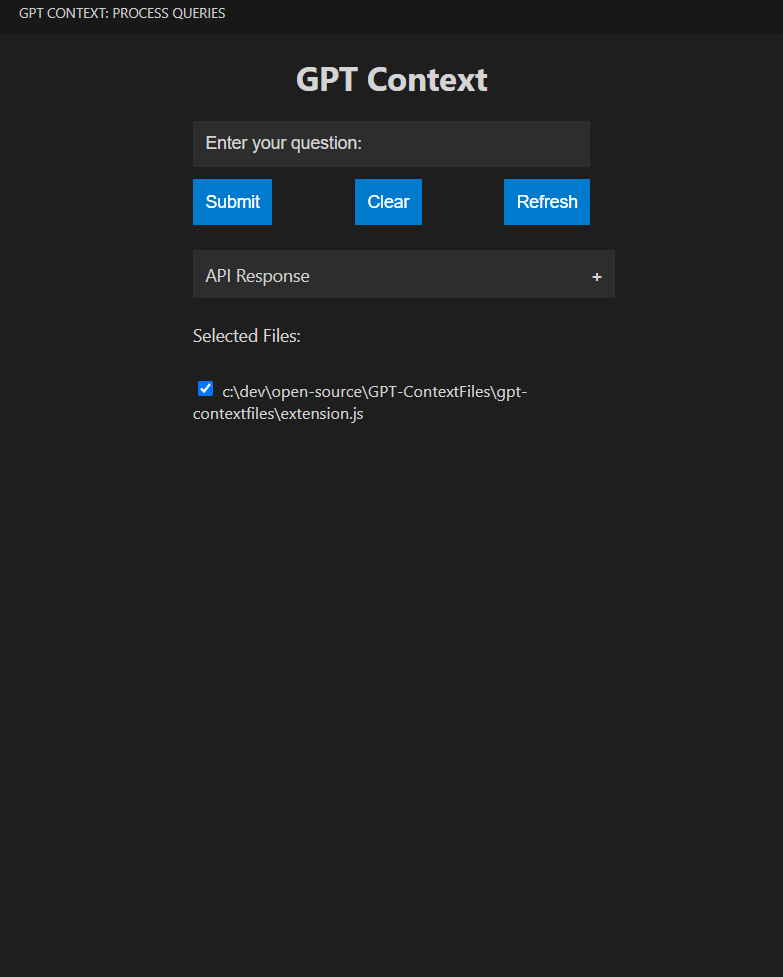 GPT CONTEXT: PROCESS QUERIES
GPT Context
Enter your question:
Submit Clear Refresh
API Response +
Selected Files:
c:\dev\open-source\GPT-ContextFiles\gpt-
contextfiles\extension.js